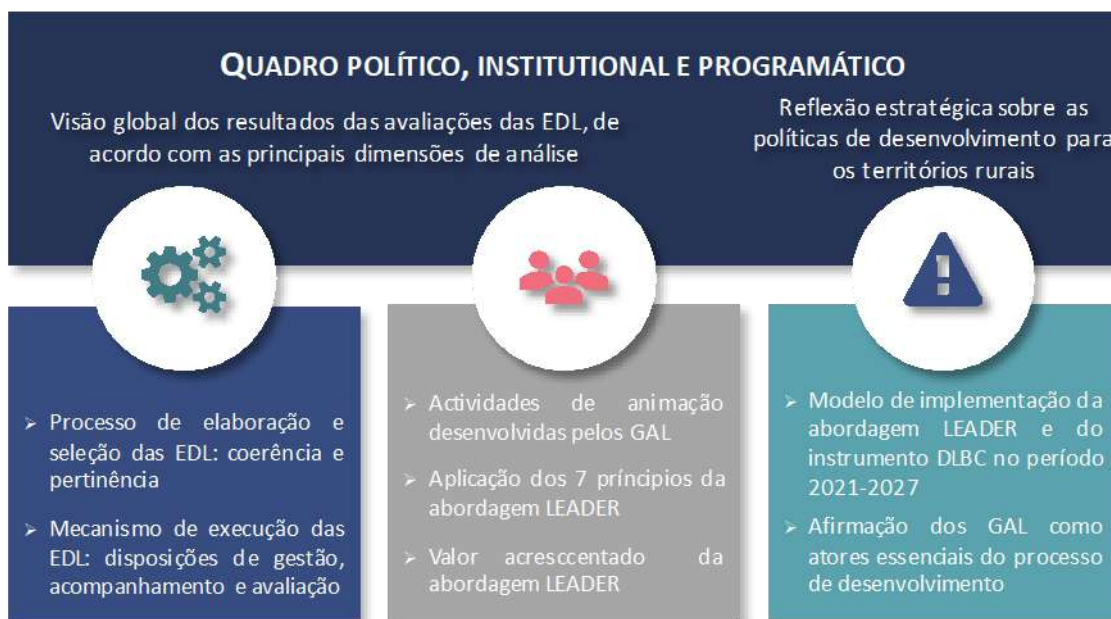 QUADRO POLÍTICO, INSTITUTIONAL E PROGRAMÁTICO
Visão global dos resultados das avaliações das EDL, de
acordo com as principais dimensões de análise
Reflexão estratégica sobre as
políticas de desenvolvimento para
os territórios rurais
➢ Processo de elaboração e
seleção das EDL: coerência e
pertinência
➢ Mecanismo de execução das
EDL: disposições de gestão,
acompanhamento e avaliação
➢ Actividades de animação
desenvolvidas pelos GAL
➢ Aplicação dos 7 príncipios da
abordagem LEADER
➢ Valor acresccentado da
abordagem LEADER
➢ Modelo de implementação da
abordagem LEADER e do
instrumento DLBC no período
2021-2027
➢ Afirmação dos GAL como
atores essenciais do processo
de desenvolvimento